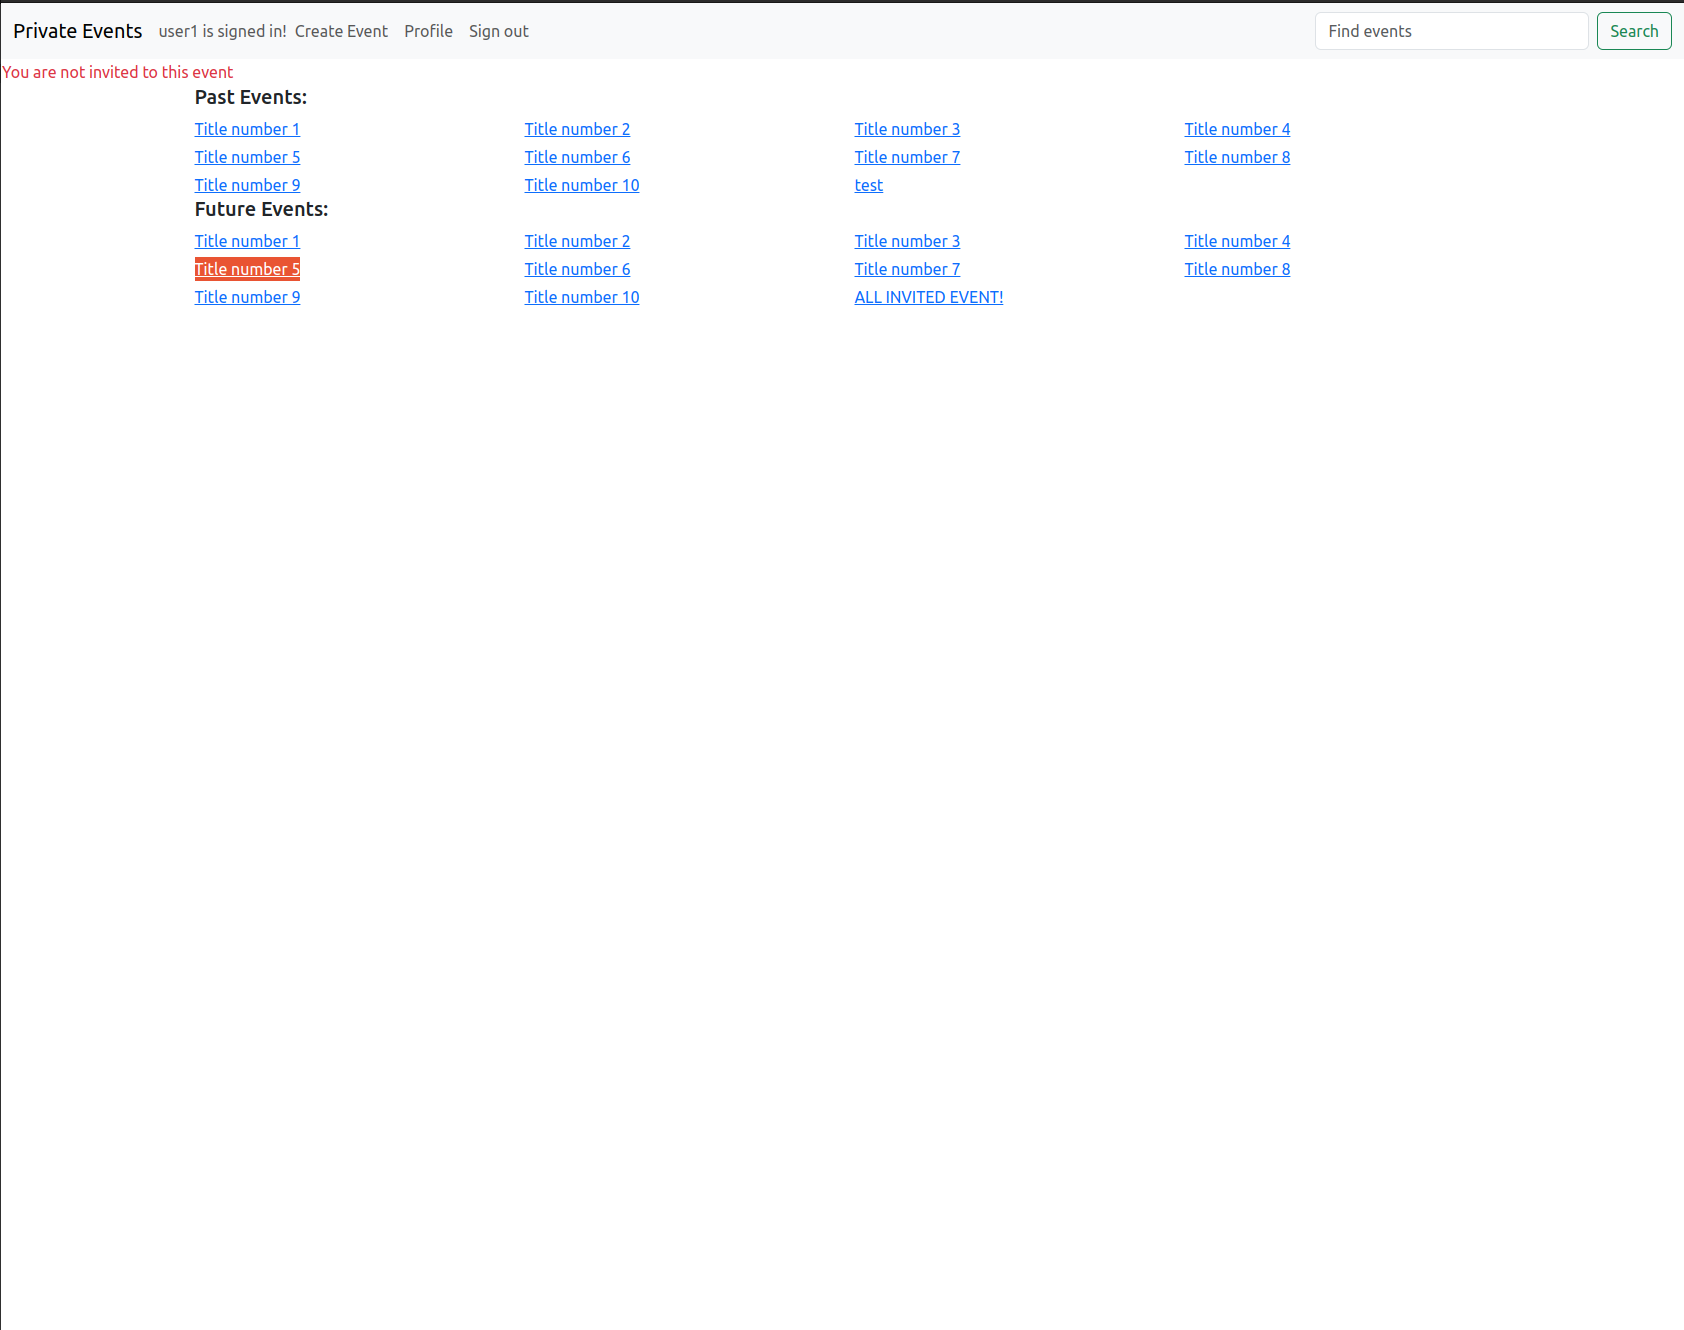 Private Events user1 is signed in! Create Event Profile Sign out Find events Search
You are not invited to this event
Past Events:
Title number 1 Title number 2 Title number 3 Title number 4
Title number 5 Title number 6 Title number 7 Title number 8
Title number 9 Title number 10 test
Future Events:
Title number 1 Title number 2 Title number 3 Title number 4
Title number 5 Title number 6 Title number 7 Title number 8
Title number 9 Title number 10 ALL INVITED EVENT!